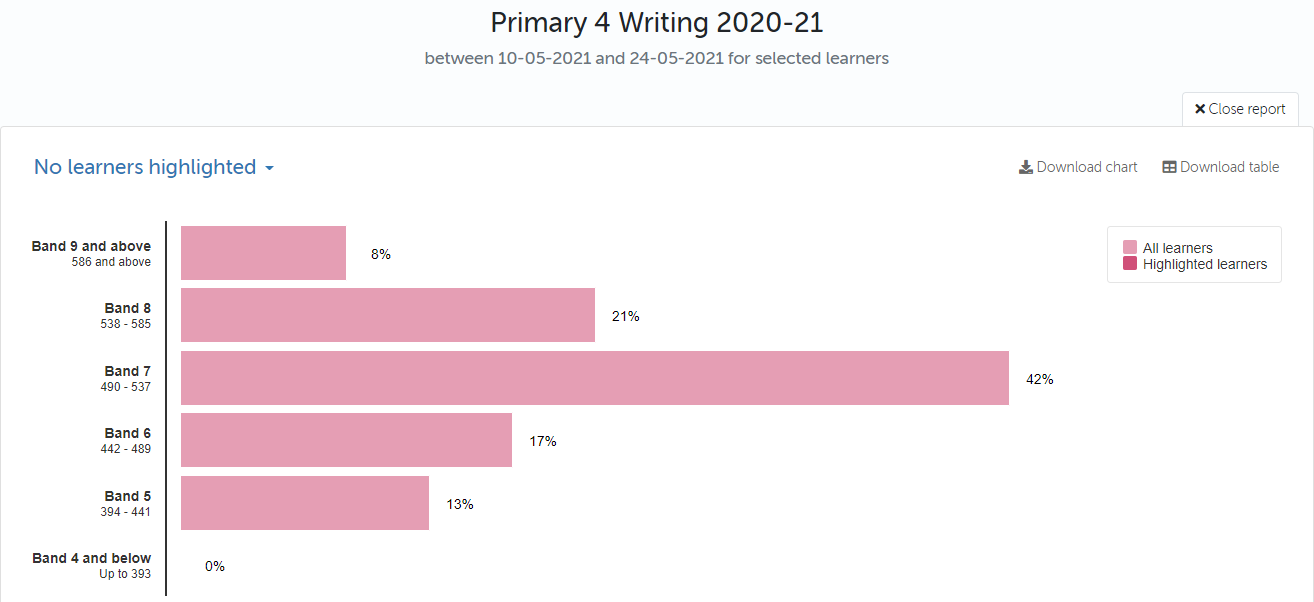 Primary 4 Writing 2020-21
between 10-05-2021 and 24-05-2021 for selected learners
Close report
No learners highlighted
Download chart
Download table
Band 9 and above
586 and above
8%
All learners
Highlighted learners
Band 8
538 - 585
21%
Band 7
490 - 537
42%
Band 6
442 - 489
17%
Band 5
394 - 441
13%
Band 4 and below
Up to 393
0%